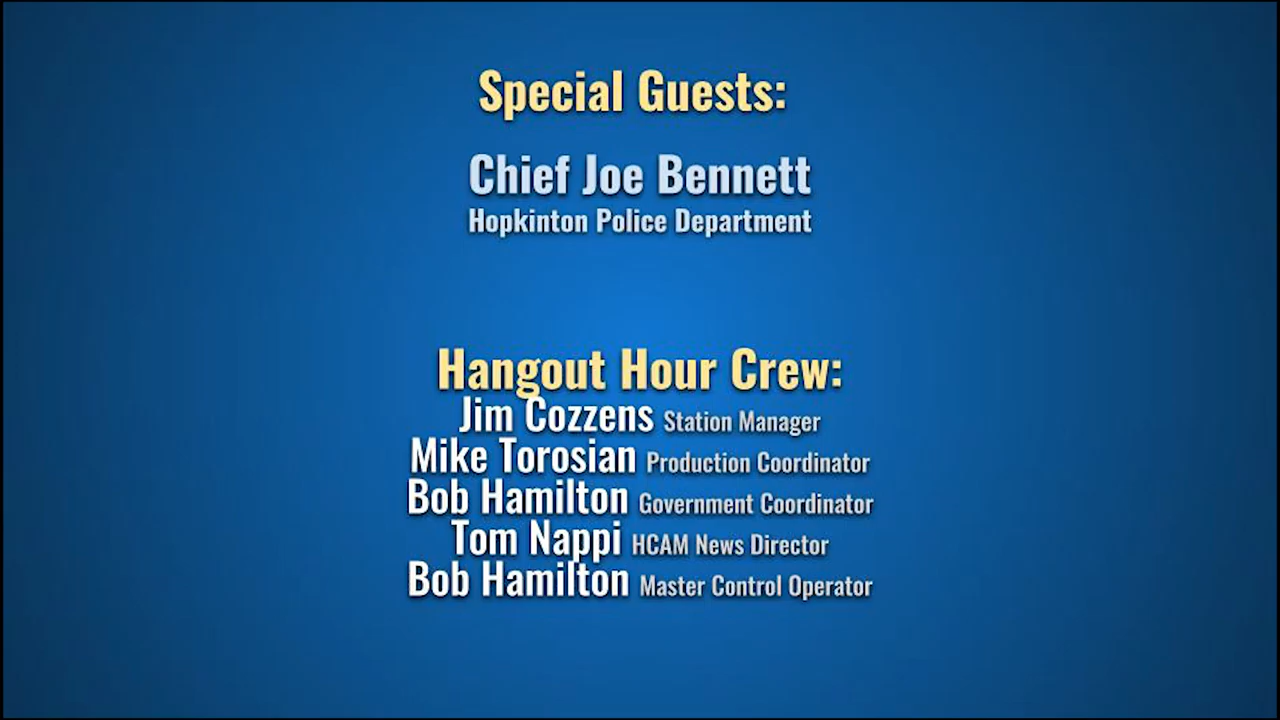 Special Guests:
Chief Joe Bennett
Hopkinton Police Department
Hangout Hour Crew:
Jim Cozzens Station Manager
Mike Torosian Production Coordinator
Bob Hamilton Government Coordinator
Tom Nappi HCAM News Director
Bob Hamilton Master Control Operator